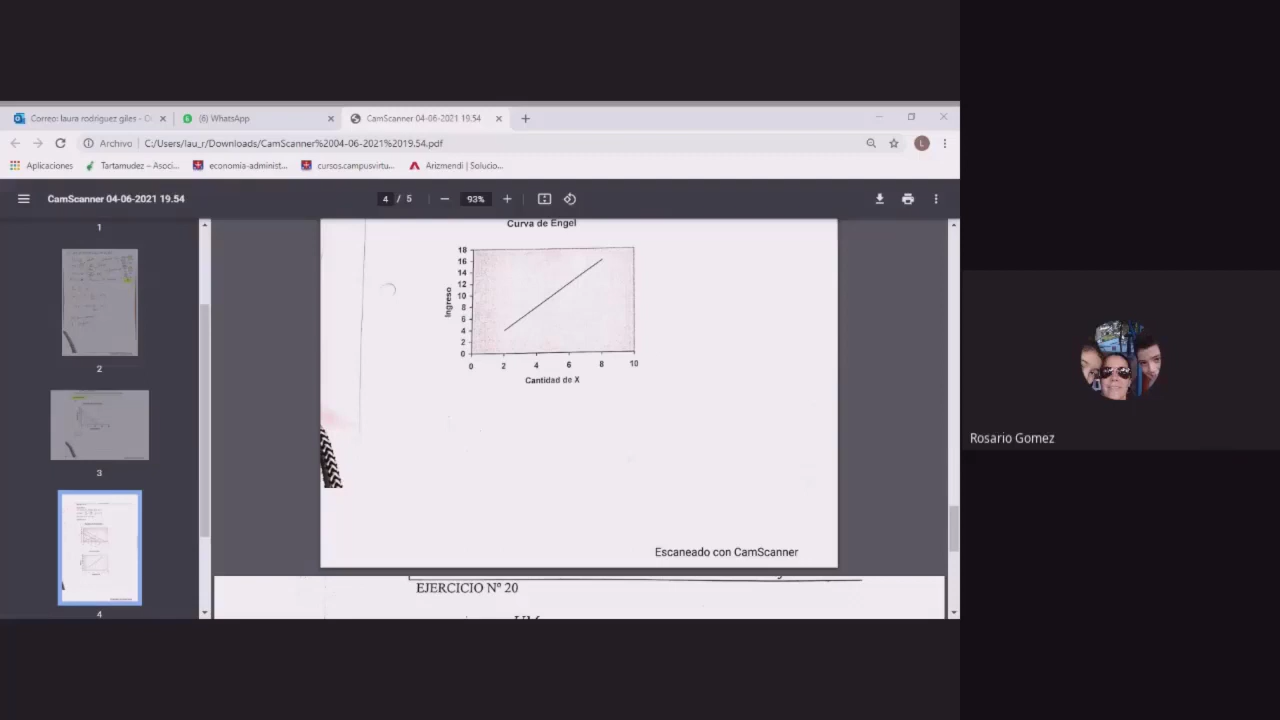 Correo: laura rodriguez giles - O
(6) WhatsApp
CamScanner 04-06-2021 19.54
Archivo
C:/Users/lau_r/Downloads/CamScanner%2004-06-2021%2019.54.pdf
L
Aplicaciones
Tartamudez – Asoci...
economia-administ...
cursos.campusvirtu...
Arizmendi | Solucio...
CamScanner 04-06-2021 19.54
4 / 5
93%
1
2
3
4
Curva de Engel
18
16
14
12
10
8
6
4
2
0
Ingreso
0 2 4 6 8 10
Cantidad de X
Escaneado con CamScanner
EJERCICIO Nº 20
Rosario Gomez